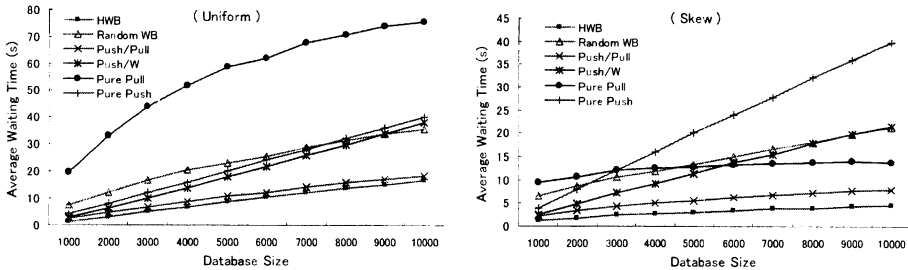 ( Uniform )
Average Waiting Time (s)
80
70
60
50
40
30
20
10
0
HWB
Random WB
Push/Pull
Push/W
Pure Pull
Pure Push
1000 2000 3000 4000 5000 6000 7000 8000 9000 10000
Database Size
( Skew )
Average Waiting Time (s)
45
40
35
30
25
20
15
10
5
0
HWB
Random WB
Push/Pull
Push/W
Pure Pull
Pure Push
1000 2000 3000 4000 5000 6000 7000 8000 9000 10000
Database Size